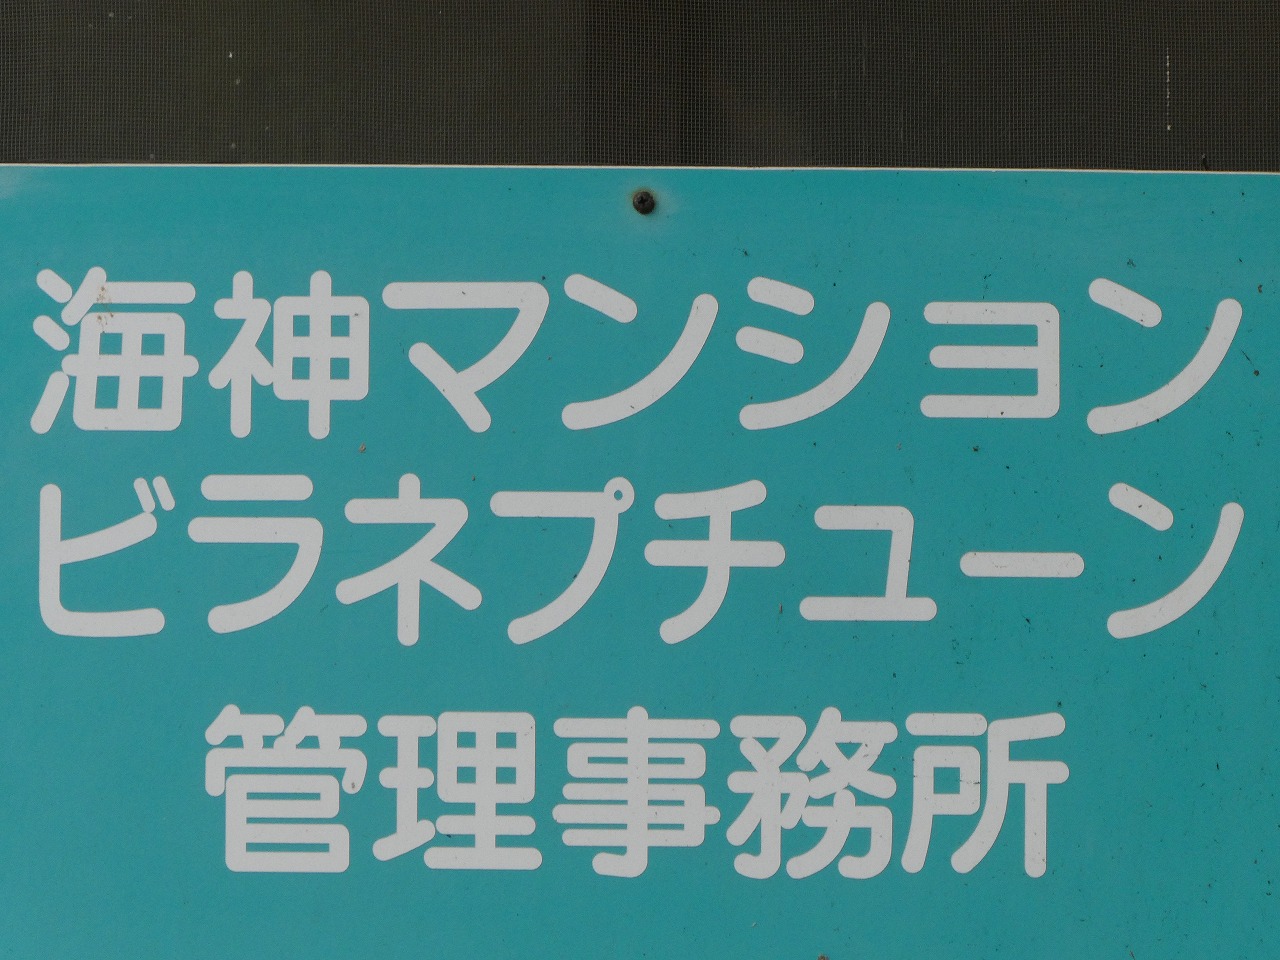 海神マンション
ビラネプチューン
管理事務所